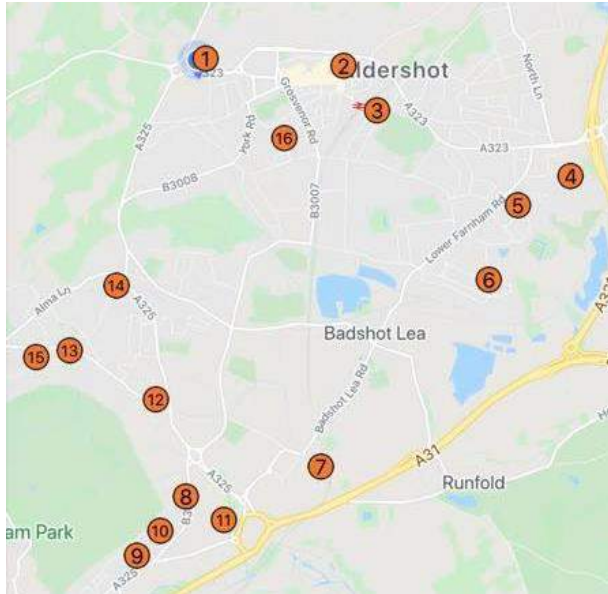 1
A323
2
ldershot
North Ln
3
Grosvenor Rd
A325
York Rd
16
A323
A323
B3008
4
B3007
5
Lower Farnham Rd
6
14
Alma Ln
A325
Badshot Lea
15
13
12
Badshot Lea Rd
A31
7
A325
Runfold
8
11
10
am Park
9
A325